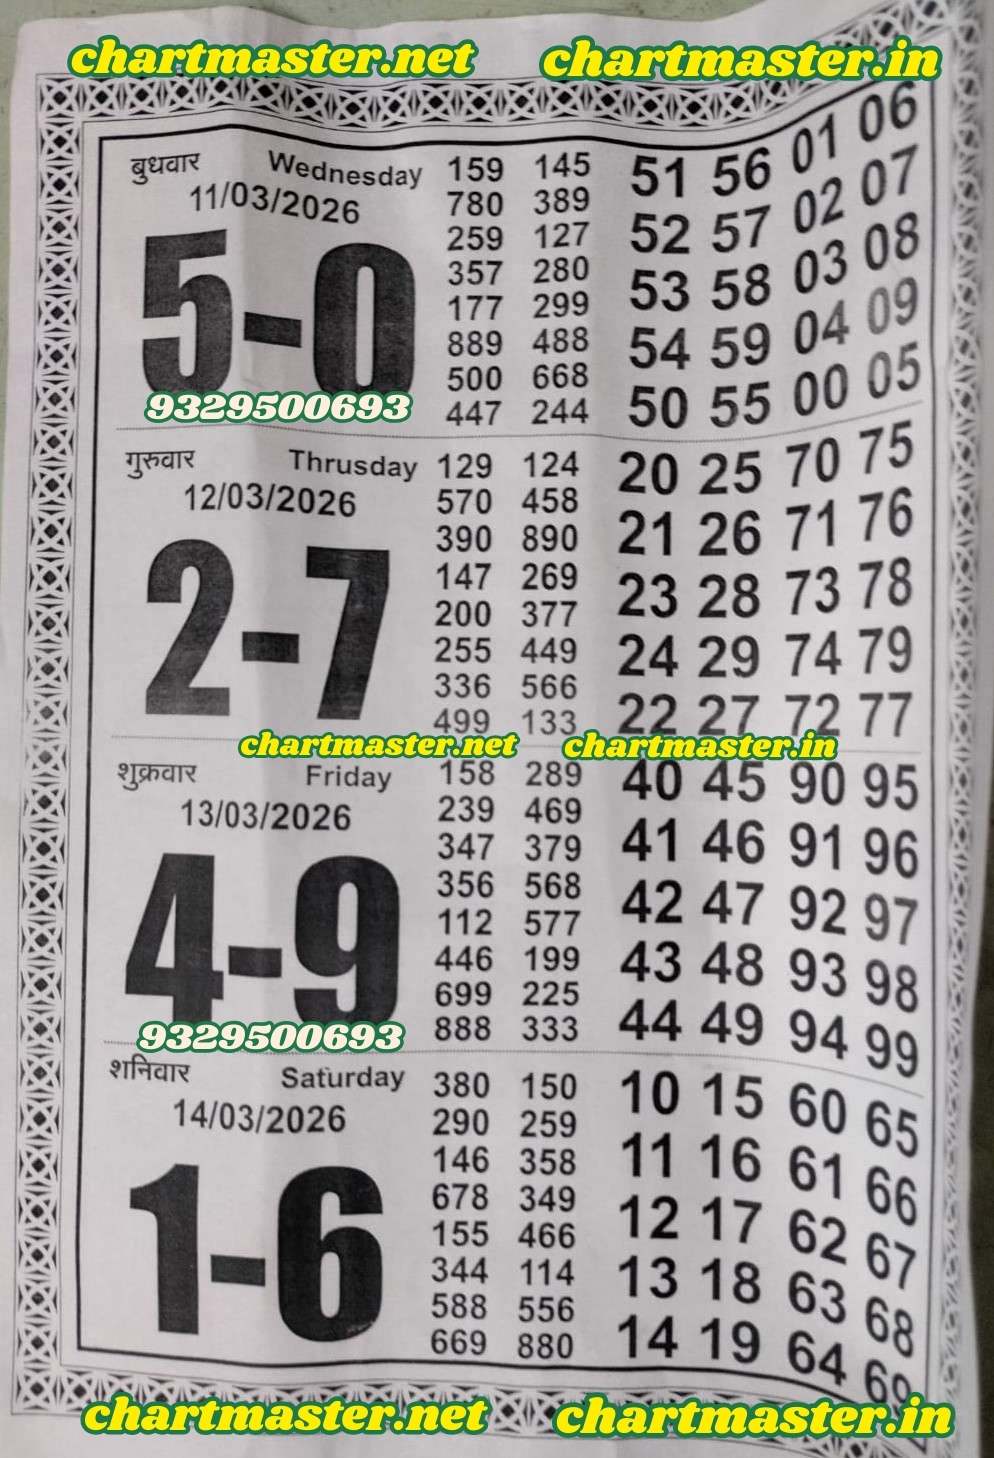 chartmaster.net chartmaster.in
बुधवार Wednesday 159 145 51 56 01 06
11/03/2026 780 389 52 57 02 07
5-0 259 127 53 58 03 08
357 280 54 59 04 09
177 299 50 55 00 05
889 488
500 668
9329500693 447 244
गुरुवार Thrusday 129 124 20 25 70 75
12/03/2026 570 458 21 26 71 76
2-7 390 890 23 28 73 78
147 269 24 29 74 79
200 377 22 27 72 77
255 449
336 566
499 133
chartmaster.net chartmaster.in
शुक्रवार Friday 158 289 40 45 90 95
13/03/2026 239 469 41 46 91 96
4-9 347 379 42 47 92 97
356 568 43 48 93 98
112 577 44 49 94 99
446 199
699 225
9329500693 888 333
शनिवार Saturday 380 150 10 15 60 65
14/03/2026 290 259 11 16 61 66
1-6 146 358 12 17 62 67
678 349 13 18 63 68
155 466 14 19 64 69
344 114
588 556
669 880
chartmaster.net chartmaster.in